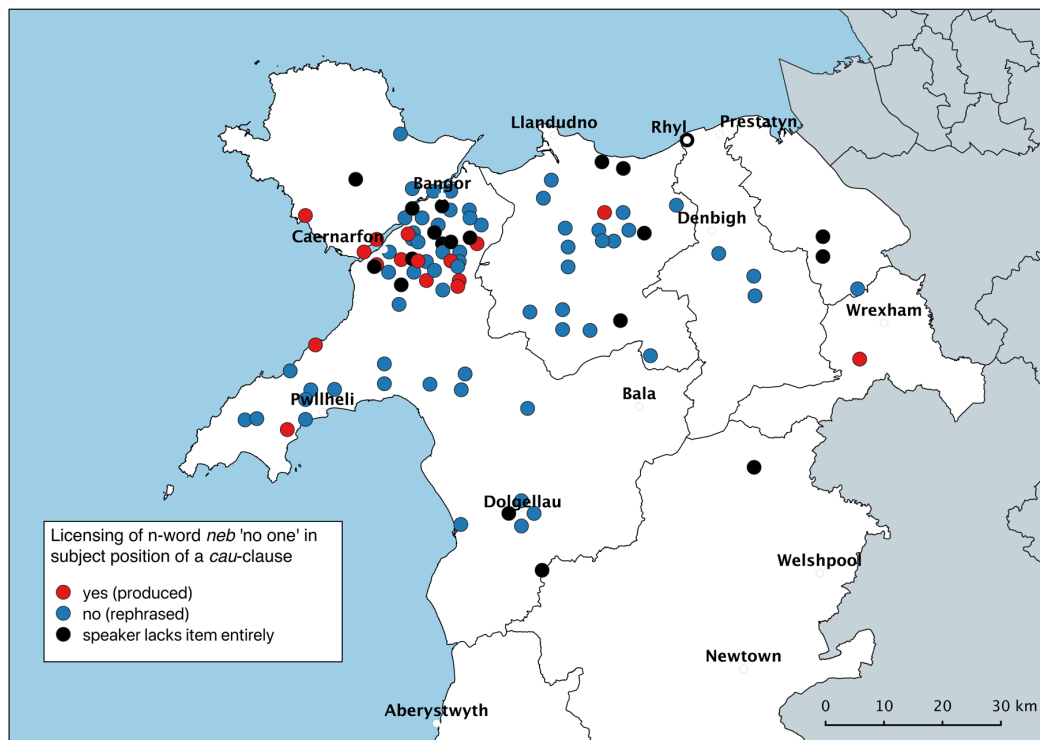 Llandudno
Rhyl
Prestatyn
Bangor
Denbigh
Caernarfon
Wrexham
Pwllheli
Bala
Dolgellau
Licensing of n-word neb 'no one' in
subject position of a cau-clause
yes (produced)
no (rephrased)
speaker lacks item entirely
Welshpool
Newtown
Aberystwyth
0 10 20 30 km